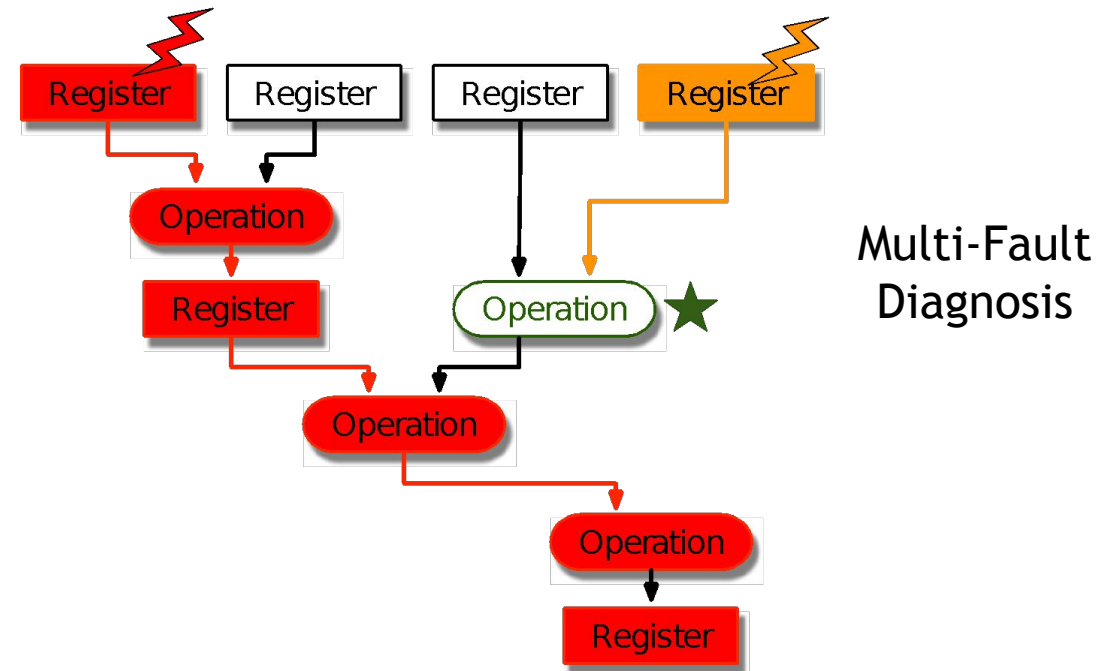 Register
Register
Register
Register
Operation
Register
Operation
Multi-Fault
Diagnosis
Operation
Operation
Register